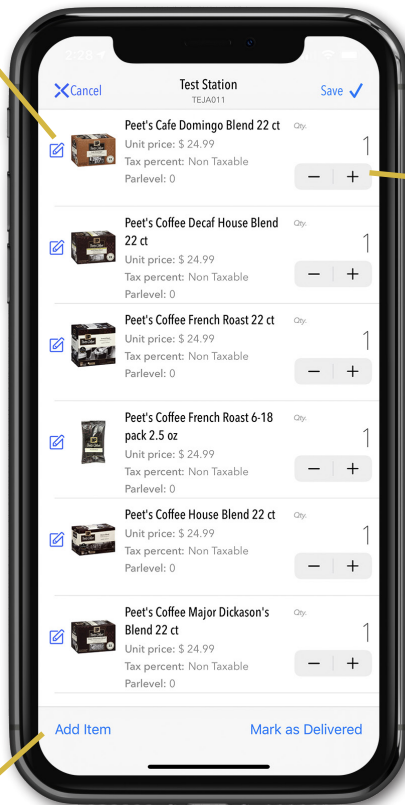 2:28
Cancel
Test Station
Save
TEJA011
Peet's Cafe Domingo Blend 22 ct
Qty.
Unit price: $ 24.99
1
Tax percent: Non Taxable
Parlevel: 0
− +
Peet's Coffee Decaf House Blend
Qty.
22 ct
1
Unit price: $ 24.99
Tax percent: Non Taxable
− +
Parlevel: 0
Peet's Coffee French Roast 22 ct
Qty.
Unit price: $ 24.99
1
Tax percent: Non Taxable
Parlevel: 0
− +
Peet's Coffee French Roast 6-18
Qty.
pack 2.5 oz
1
Unit price: $ 24.99
Tax percent: Non Taxable
− +
Parlevel: 0
Peet's Coffee House Blend 22 ct
Qty.
Unit price: $ 24.99
1
Tax percent: Non Taxable
Parlevel: 0
− +
Peet's Coffee Major Dickason's
Qty.
Blend 22 ct
1
Unit price: $ 24.99
Tax percent: Non Taxable
− +
Parlevel: 0
Add Item
Mark as Delivered